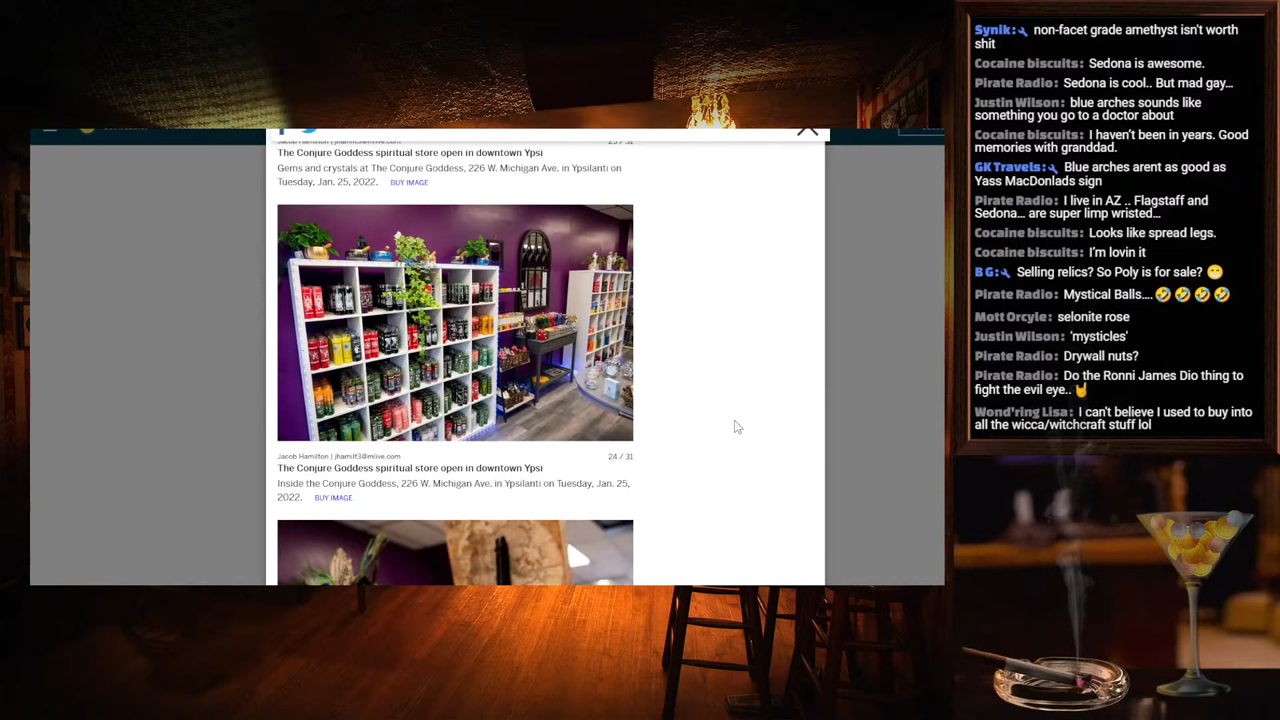 Jacob Hamilton | jhamilt3@mlive.com
The Conjure Goddess spiritual store open in downtown Ypsi
Gems and crystals at The Conjure Goddess, 226 W. Michigan Ave. in Ypsilanti on
Tuesday, Jan. 25, 2022. BUY IMAGE
Jacob Hamilton | jhamilt3@mlive.com 24 / 31
The Conjure Goddess spiritual store open in downtown Ypsi
Inside the Conjure Goddess, 226 W. Michigan Ave. in Ypsilanti on Tuesday, Jan. 25,
2022. BUY IMAGE
Synik: non-facet grade amethyst isn't worth
shit
Cocaine biscuits: Sedona is awesome.
Pirate Radio: Sedona is cool.. But mad gay...
Justin Wilson: blue arches sounds like
something you go to a doctor about
Cocaine biscuits: I haven't been in years. Good
memories with granddad.
GK Travels: Blue arches arent as good as
Yass MacDonlads sign
Pirate Radio: I live in AZ .. Flagstaff and
Sedona... are super limp wristed...
Cocaine biscuits: Looks like spread legs.
Cocaine biscuits: I'm lovin it
B G: Selling relics? So Poly is for sale? 😁
Pirate Radio: Mystical Balls.... 🤣🤣🤣🤣
Mott Orcyle: selonite rose
Justin Wilson: 'mysticles'
Pirate Radio: Drywall nuts?
Pirate Radio: Do the Ronni James Dio thing to
fight the evil eye.. 🤘
Wond'ring Lisa: I can't believe I used to buy into
all the wicca/witchcraft stuff lol